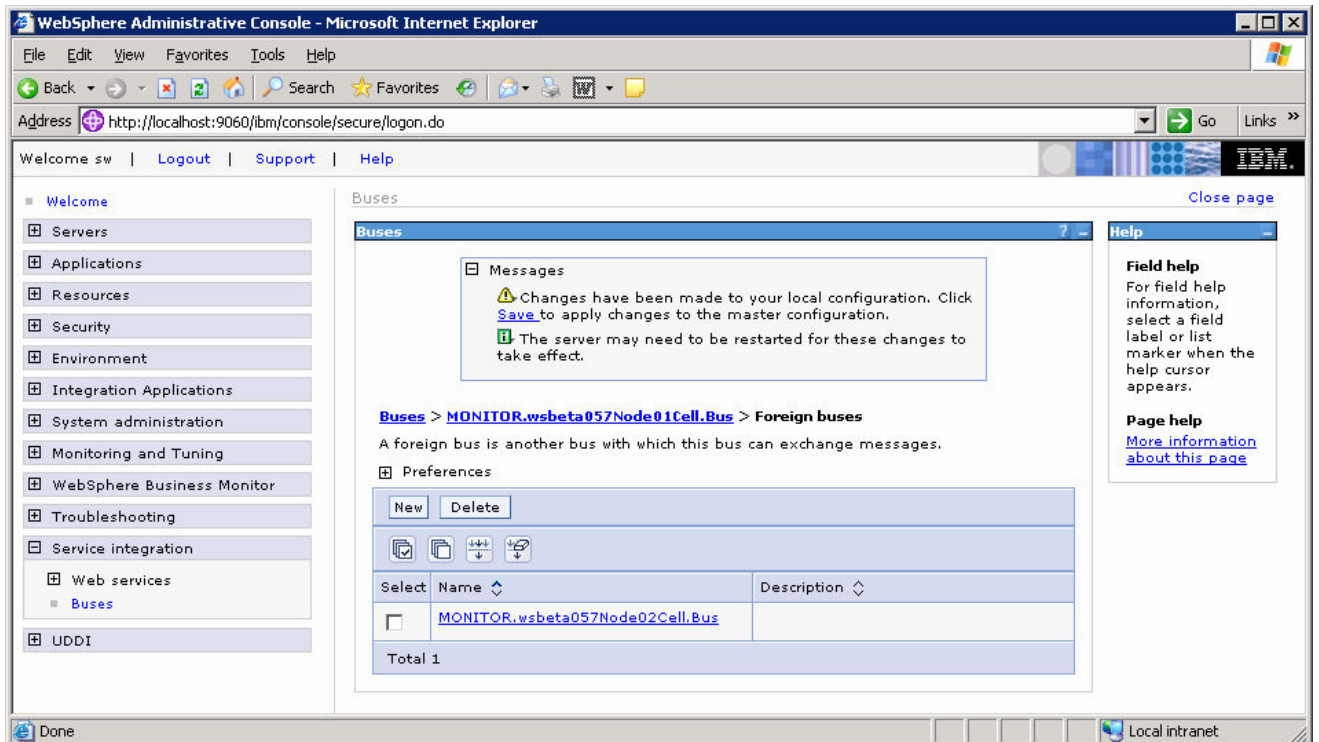 WebSphere Administrative Console - Microsoft Internet Explorer
File Edit View Favorites Tools Help
Back Search Favorites
Address http://localhost:9060/ibm/console/secure/logon.do Go Links »
Welcome sw | Logout | Support | Help IBM.
Welcome
Servers
Applications
Resources
Security
Environment
Integration Applications
System administration
Monitoring and Tuning
WebSphere Business Monitor
Troubleshooting
Service integration
Web services
Buses
UDDI
Buses Close page
Buses ? -
Messages
Changes have been made to your local configuration. Click
Save to apply changes to the master configuration.
The server may need to be restarted for these changes to
take effect.
Buses > MONITOR.wsbeta057Node01Cell.Bus > Foreign buses
A foreign bus is another bus with which this bus can exchange messages.
Preferences
New Delete
Select Name Description
MONITOR.wsbeta057Node02Cell.Bus
Total 1
Help -
Field help
For field help
information,
select a field
label or list
marker when the
help cursor
appears.
Page help
More information
about this page
Done Local intranet